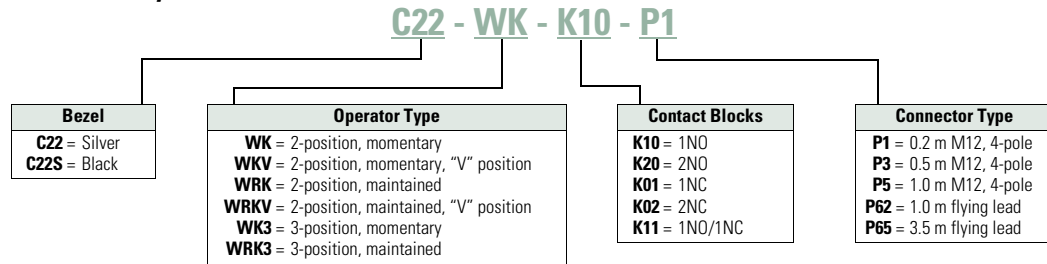 C22 - WK - K10 - P1
Bezel
C22 = Silver
C22S = Black
Operator Type
WK = 2-position, momentary
WKV = 2-position, momentary, “V” position
WRK = 2-position, maintained
WRKV = 2-position, maintained, “V” position
WK3 = 3-position, momentary
WRK3 = 3-position, maintained
Contact Blocks
K10 = 1NO
K20 = 2NO
K01 = 1NC
K02 = 2NC
K11 = 1NO/1NC
Connector Type
P1 = 0.2 m M12, 4-pole
P3 = 0.5 m M12, 4-pole
P5 = 1.0 m M12, 4-pole
P62 = 1.0 m flying lead
P65 = 3.5 m flying lead